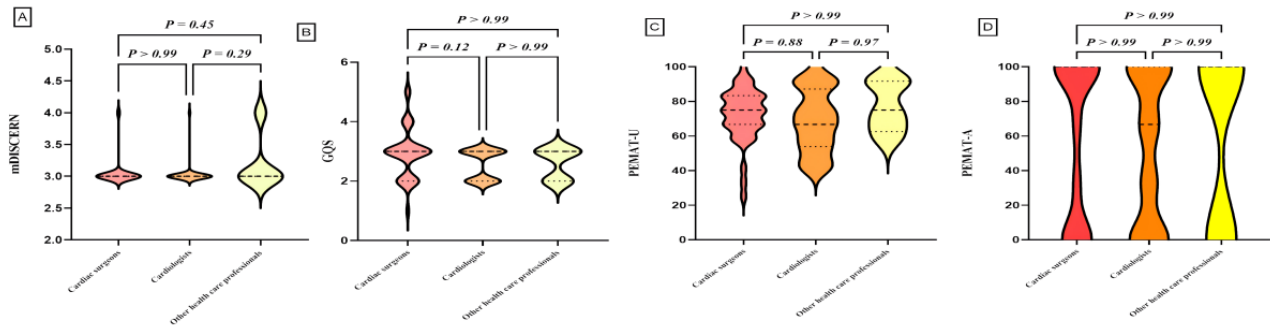 A
P = 0.45
P > 0.99
P = 0.29
5.0
4.5
4.0
3.5
3.0
2.5
2.0
mDISCERN
Cardiac surgeons
Cardiologists
Other health care professionals
B
P > 0.99
P = 0.12
P > 0.99
6
4
2
0
GQS
Cardiac surgeons
Cardiologists
Other health care professionals
C
P > 0.99
P = 0.88
P = 0.97
100
80
60
40
20
0
PEMAT-U
Cardiac surgeons
Cardiologists
Other health care professionals
D
P > 0.99
P > 0.99
P > 0.99
100
80
60
40
20
0
PEMAT-A
Cardiac surgeons
Cardiologists
Other health care professionals